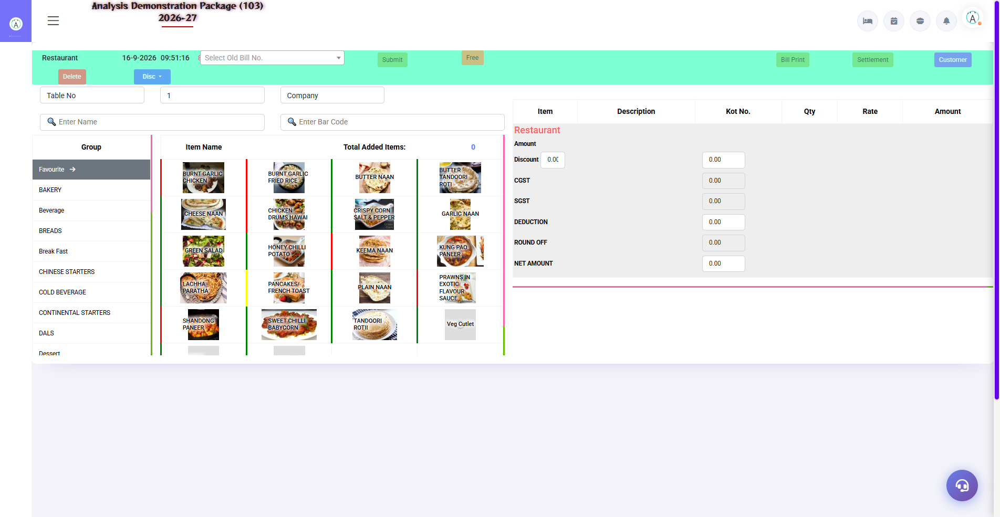 Analysis Demonstration Package (103)
2026-27
Restaurant
16-9-2026 09:51:16
Select Old Bill No.
Submit
Free
Bill Print
Settlement
Customer
Delete
Disc
Table No
1
Company
Enter Name
Enter Bar Code
Group
Favourite
BAKERY
Beverage
BREADS
Break Fast
CHINESE STARTERS
COLD BEVERAGE
CONTINENTAL STARTERS
DALS
Dessert
Item Name
Total Added Items:
0
BURNT GARLIC
CHICKEN
BURNT GARLIC
FRIED RICE
BUTTER NAAN
BUTTER
TANDOORI
ROTI
CHEESE NAAN
CHICKEN
DRUMS HAWAI
CRISPY CORN
SALT & PEPPER
GARLIC NAAN
GREEN SALAD
HONEY CHILLI
POTATO
KEEMA NAAN
KUNG PAO
PANEER
LACHHA
PARATHA
PANCAKES/
FRENCH TOAST
PLAIN NAAN
PRAWNS IN
EXOTIC
FLAVOUR
SAUCE
SHANDONG
PANEER
SWEET CHILLI
BABYCORN
TANDOORI
ROTII
Veg Cutlet
Item Description Kot No. Qty Rate Amount
Restaurant
Amount
Discount 0.00 0.00
CGST 0.00
SGST 0.00
DEDUCTION 0.00
ROUND OFF 0.00
NET AMOUNT 0.00